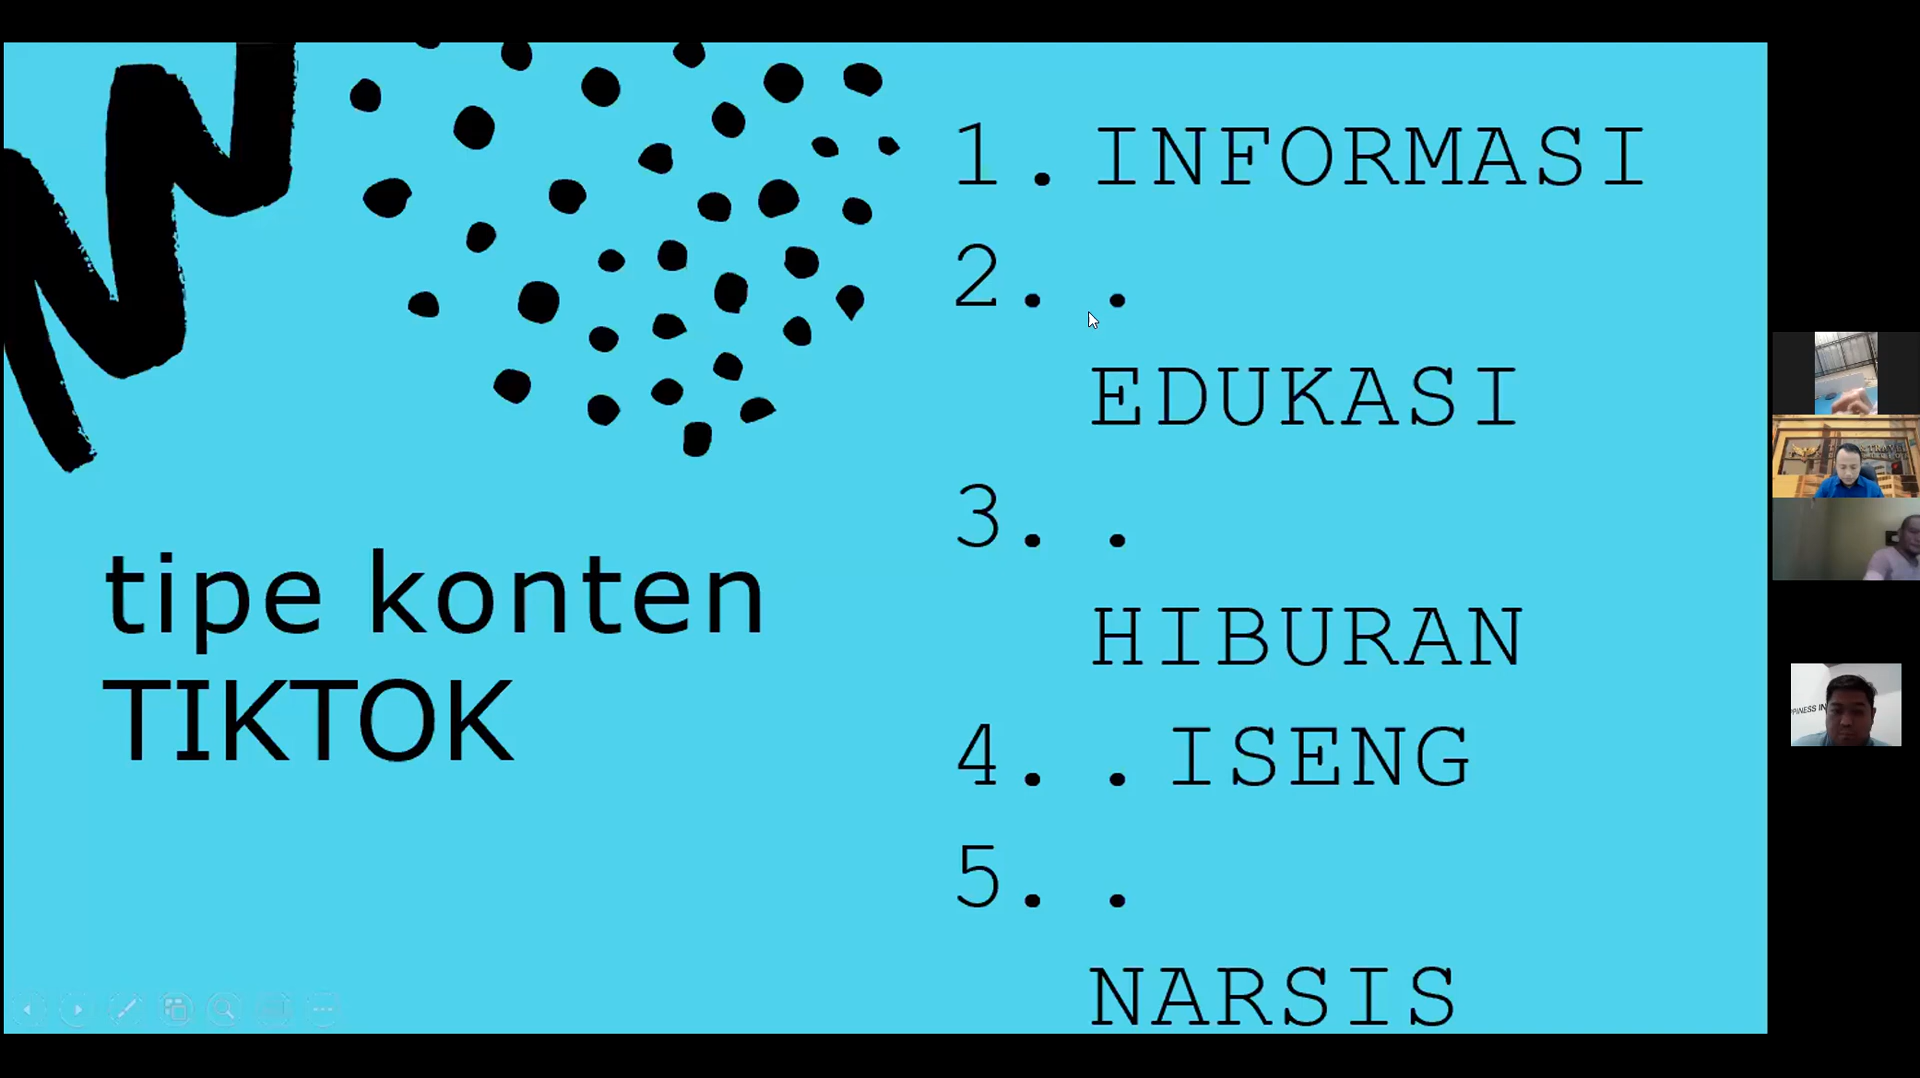 tipe konten
TIKTOK
1.INFORMASI
2. .
EDUKASI
3. .
HIBURAN
4. .ISENG
5. .
NARSIS